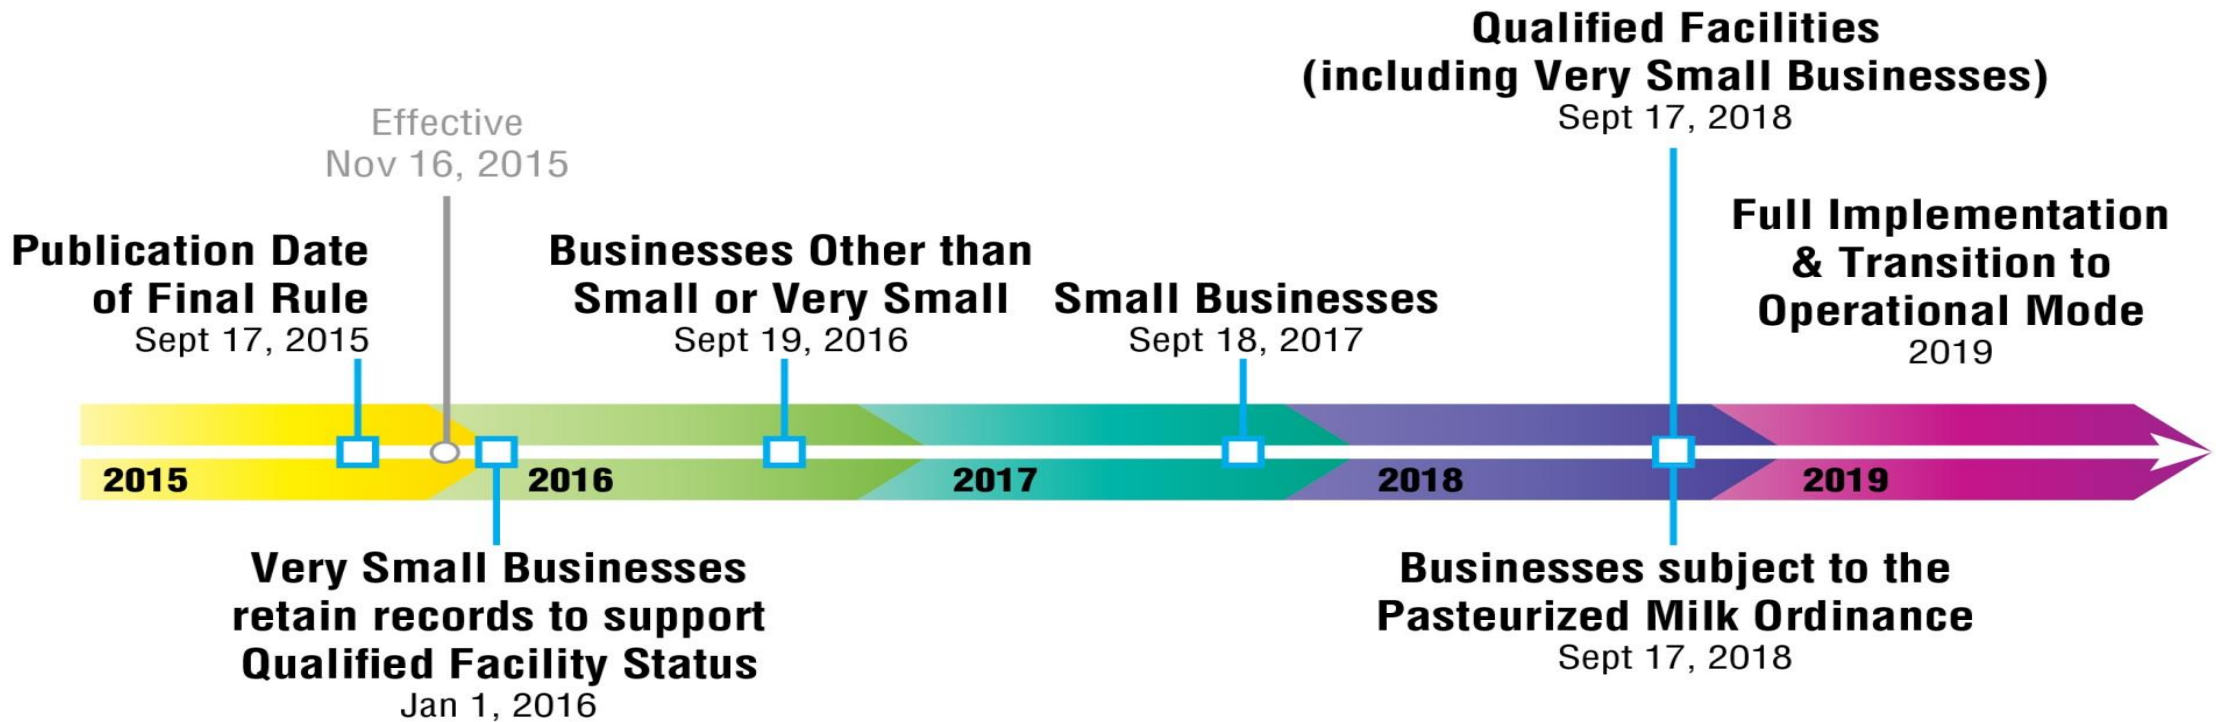 Publication Date
of Final Rule
Sept 17, 2015
Effective
Nov 16, 2015
Very Small Businesses
retain records to support
Qualified Facility Status
Jan 1, 2016
Businesses Other than
Small or Very Small
Sept 19, 2016
Small Businesses
Sept 18, 2017
Qualified Facilities
(including Very Small Businesses)
Sept 17, 2018
Businesses subject to the
Pasteurized Milk Ordinance
Sept 17, 2018
Full Implementation
& Transition to
Operational Mode
2019
2015
2016
2017
2018
2019